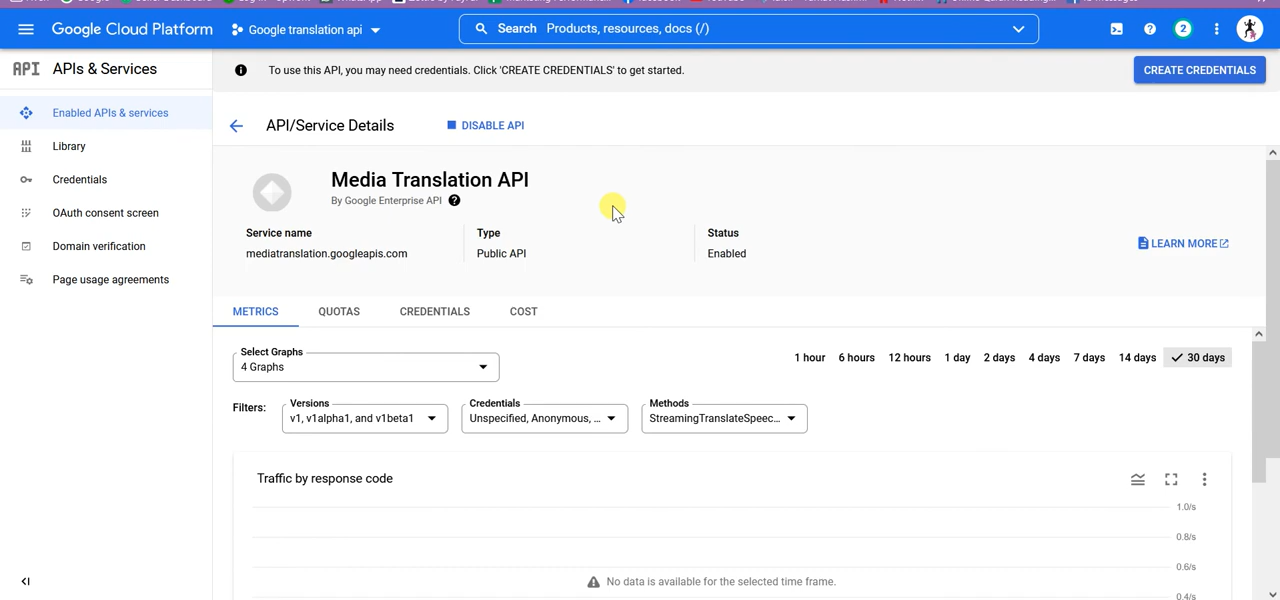 Google Cloud Platform
Google translation api
Search Products, resources, docs (/)
2
API APIs & Services
To use this API, you may need credentials. Click 'CREATE CREDENTIALS' to get started.
CREATE CREDENTIALS
Enabled APIs & services
Library
Credentials
OAuth consent screen
Domain verification
Page usage agreements
API/Service Details
DISABLE API
Media Translation API
By Google Enterprise API
Service name
mediatranslation.googleapis.com
Type
Public API
Status
Enabled
LEARN MORE
METRICS QUOTAS CREDENTIALS COST
Select Graphs
4 Graphs
1 hour 6 hours 12 hours 1 day 2 days 4 days 7 days 14 days 30 days
Filters:
Versions
v1, v1alpha1, and v1beta1
Credentials
Unspecified, Anonymous, ...
Methods
StreamingTranslateSpeec...
Traffic by response code
1.0/s
0.8/s
0.6/s
No data is available for the selected time frame.
0.4/s